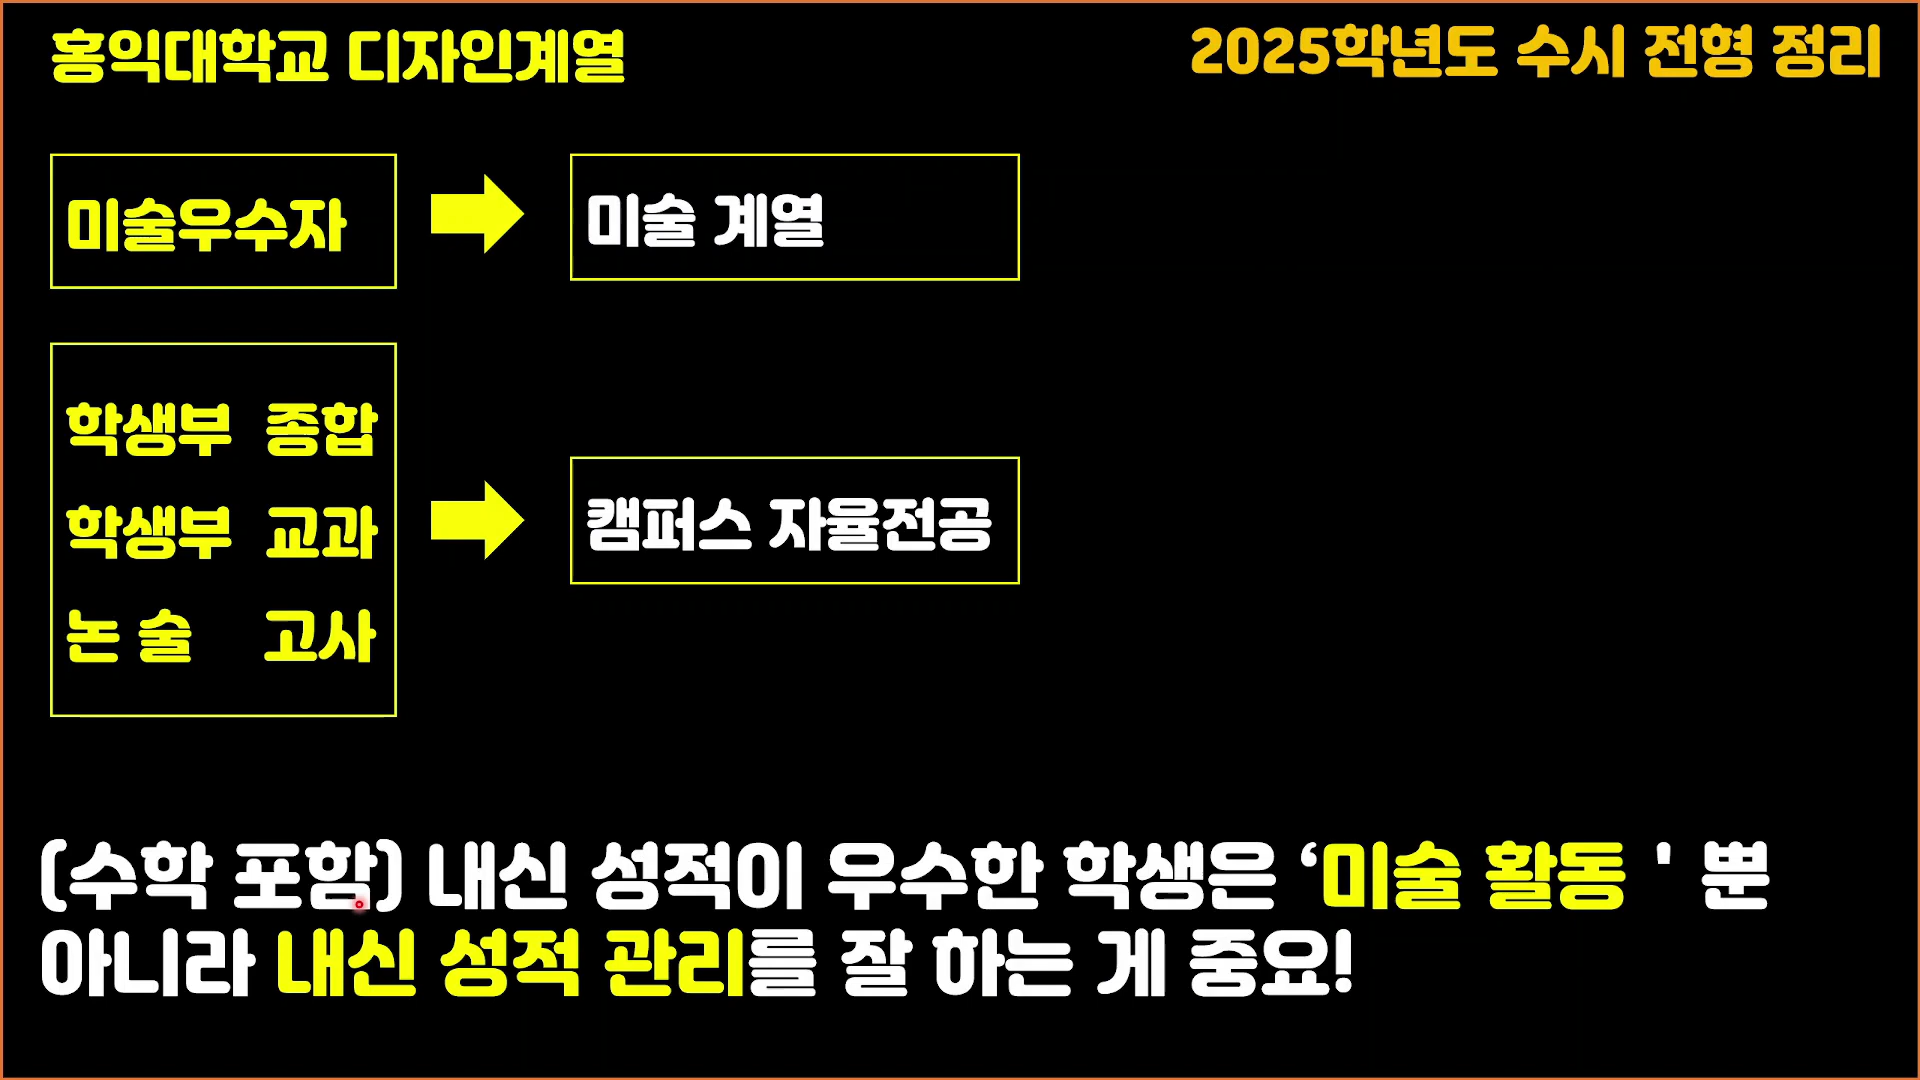 홍익대학교 디자인계열
2025학년도 수시 전형 정리
미술우수자
미술 계열
학생부 종합
학생부 교과
논 술 고사
캠퍼스 자율전공
(수학 포함) 내신 성적이 우수한 학생은 ‘미술 활동 ' 뿐
아니라 내신 성적 관리를 잘 하는 게 중요!